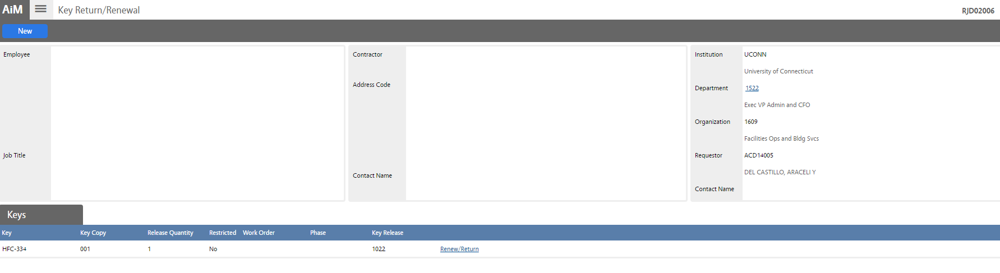 AiM Key Return/Renewal RJD02006
New
Employee
Job Title
Contractor
Address Code
Contact Name
Institution UCONN
University of Connecticut
Department 1522
Exec VP Admin and CFO
Organization 1609
Facilities Ops and Bldg Svcs
Requestor ACD14005
DEL CASTILLO, ARACELI Y
Contact Name
Keys
Key Key Copy Release Quantity Restricted Work Order Phase Key Release
HFC-334 001 1 No 1022 Renew/Return